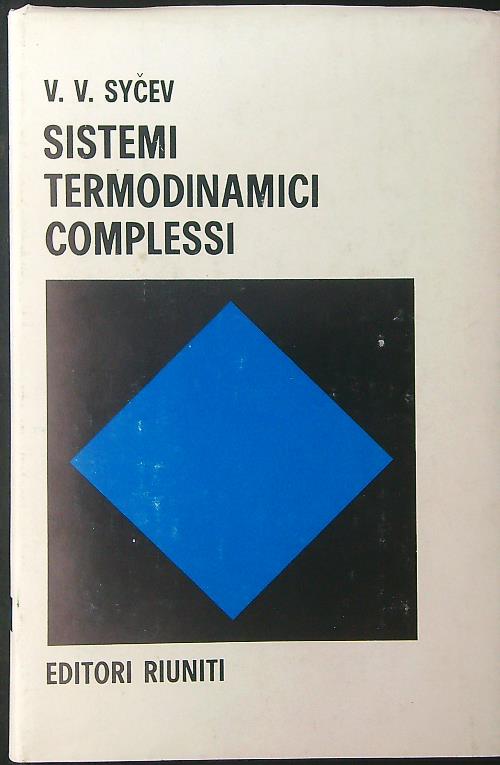 V. V. SYČEV
SISTEMI
TERMODINAMICI
COMPLESSI
EDITORI RIUNITI